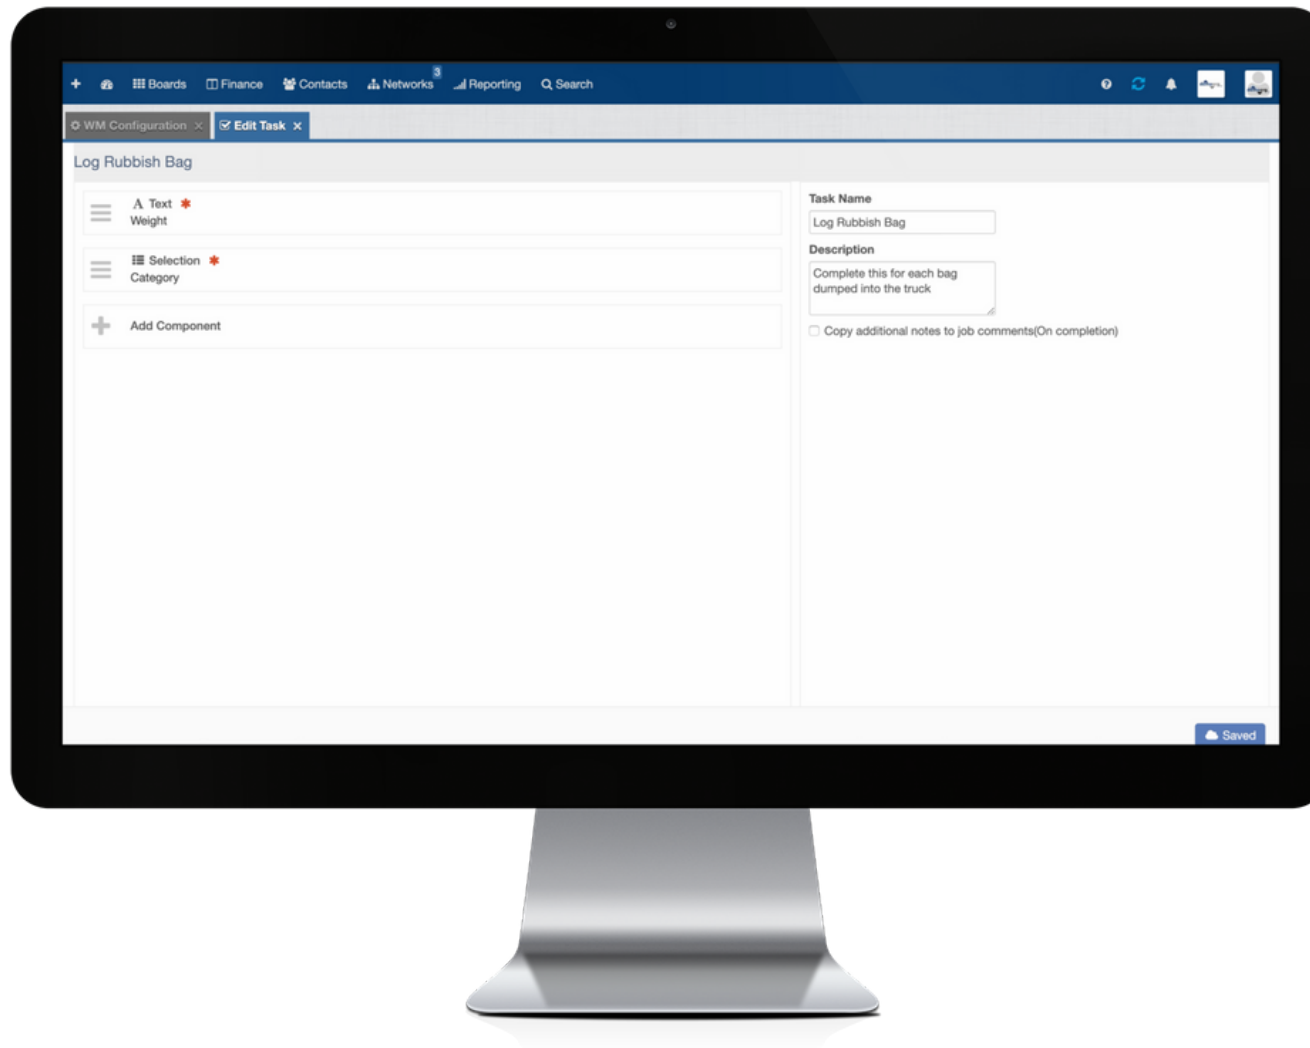 Boards Finance Contacts Networks 3 Reporting Search
WM Configuration × Edit Task ×
Log Rubbish Bag
A Text *
Weight
Selection *
Category
Add Component
Task Name
Log Rubbish Bag
Description
Complete this for each bag
dumped into the truck
Copy additional notes to job comments(On completion)
Saved